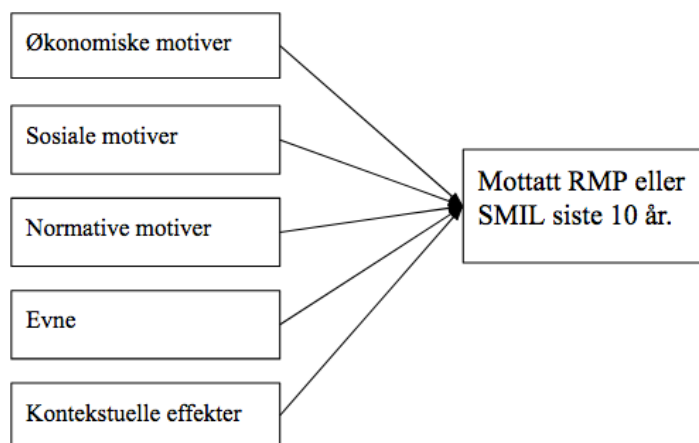 Økonomiske motiver
Sosiale motiver
Normative motiver
Evne
Kontekstuelle effekter
Mottatt RMP eller
SMIL siste 10 år.